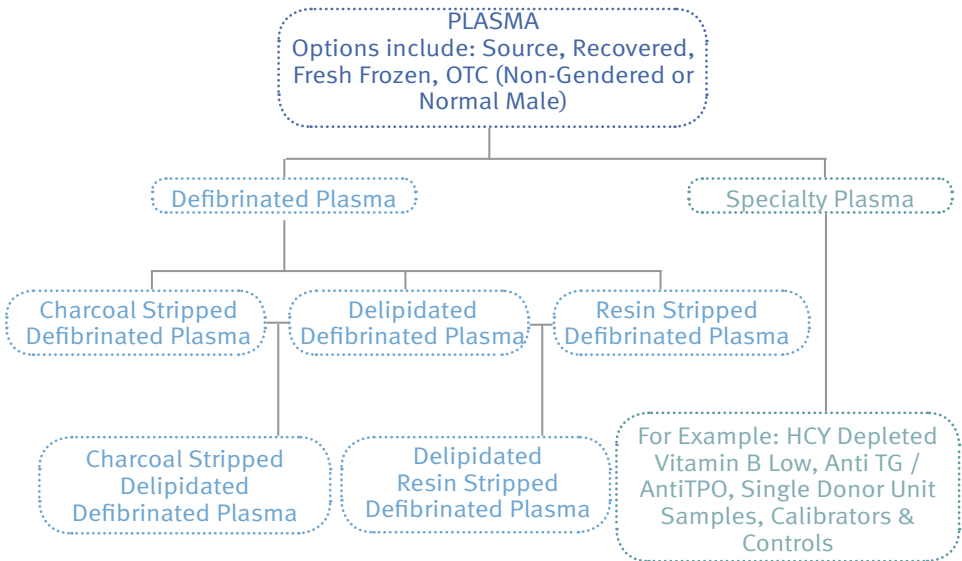 PLASMA
Options include: Source, Recovered,
Fresh Frozen, OTC (Non-Gendered or
Normal Male)
Defibrinated Plasma
Specialty Plasma
Charcoal Stripped
Defibrinated Plasma
Delipidated
Defibrinated Plasma
Resin Stripped
Defibrinated Plasma
Charcoal Stripped
Delipidated
Defibrinated Plasma
Delipidated
Resin Stripped
Defibrinated Plasma
For Example: HCY Depleted
Vitamin B Low, Anti TG /
AntiTPO, Single Donor Unit
Samples, Calibrators &
Controls